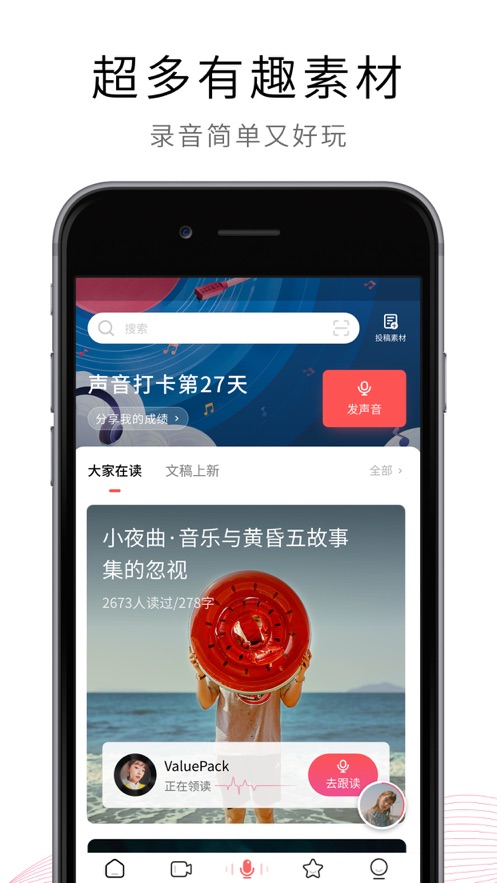 超多有趣素材
录音简单又好玩
搜索
投稿素材
声音打卡第27天
分享我的成绩 >
发声音
大家在读
文稿上新
全部 >
小夜曲·音乐与黄昏五故事
集的忽视
2673人读过/278字
ValuePack
正在领读
去跟读